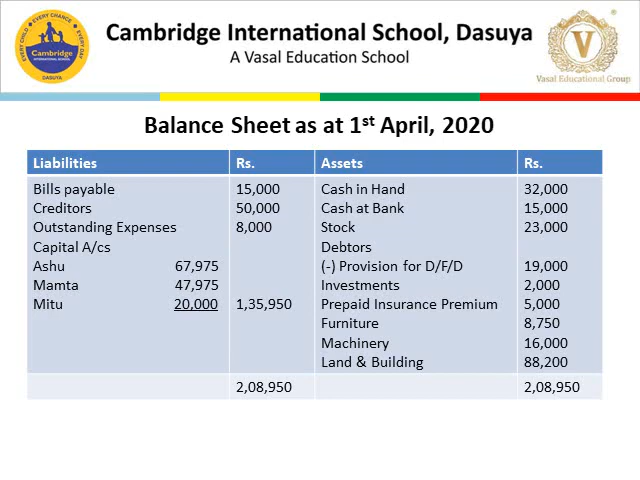 EVERY CHILD ★ EVERY CHANCE ★ EVERY DAY
Cambridge
INTERNATIONAL SCHOOL
DASUYA
Cambridge International School, Dasuya
A Vasal Education School
V
Vasal Educational Group
Balance Sheet as at 1st April, 2020
Liabilities Rs. Assets Rs.
Bills payable 15,000 Cash in Hand 32,000
Creditors 50,000 Cash at Bank 15,000
Outstanding Expenses 8,000 Stock 23,000
Capital A/cs Debtors
Ashu 67,975 (-) Provision for D/F/D 19,000
Mamta 47,975 Investments 2,000
Mitu 20,000 1,35,950 Prepaid Insurance Premium 5,000
Furniture 8,750
Machinery 16,000
Land & Building 88,200
2,08,950 2,08,950